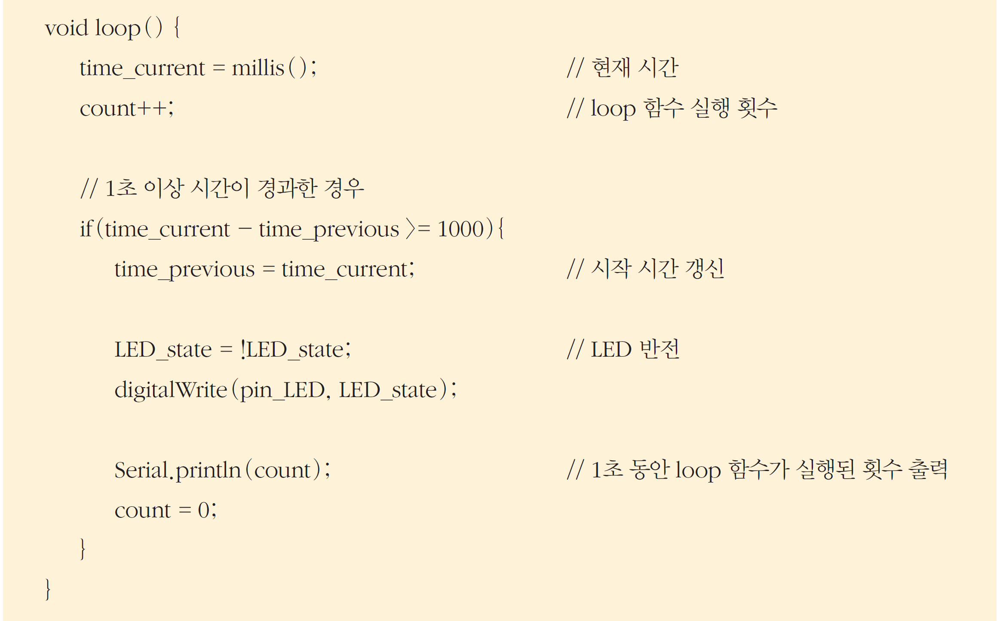 void loop() {
time_current = millis(); // 현재 시간
count++; // loop 함수 실행 횟수
// 1초 이상 시간이 경과한 경우
if(time_current - time_previous >= 1000){
time_previous = time_current; // 시작 시간 갱신
LED_state = !LED_state; // LED 반전
digitalWrite(pin_LED, LED_state);
Serial.println(count); // 1초 동안 loop 함수가 실행된 횟수 출력
count = 0;
}
}